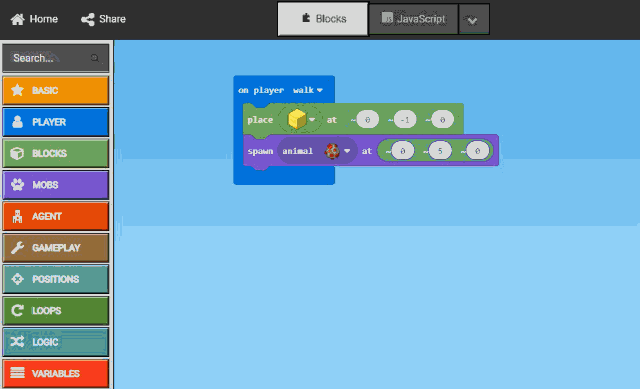 Home
Share
Blocks
JavaScript
Search...
BASIC
PLAYER
BLOCKS
MOBS
AGENT
GAMEPLAY
POSITIONS
LOOPS
LOGIC
VARIABLES
on player walk
place at ~ 0 ~ -1 ~ 0
spawn animal at ~ 0 ~ 5 ~ 0